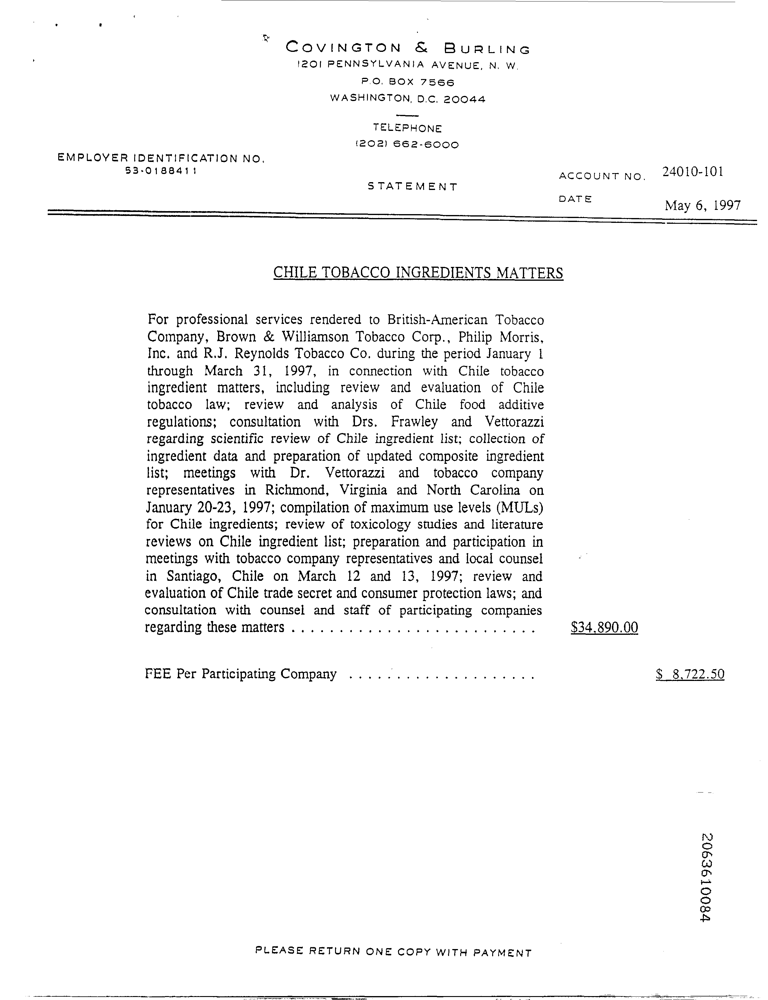 COVINGTON & BURLING
1201 PENNSYLVANIA AVENUE, N. W.
P.O. BOX 7566
WASHINGTON, D.C. 20044
TELEPHONE
(202) 662-6000
EMPLOYER IDENTIFICATION NO.
53-0188411
STATEMENT
ACCOUNT NO. 24010-101
DATE May 6, 1997
CHILE TOBACCO INGREDIENTS MATTERS
For professional services rendered to British-American Tobacco
Company, Brown & Williamson Tobacco Corp., Philip Morris,
Inc. and R.J. Reynolds Tobacco Co. during the period January 1
through March 31, 1997, in connection with Chile tobacco
ingredient matters, including review and evaluation of Chile
tobacco law; review and analysis of Chile food additive
regulations; consultation with Drs. Frawley and Vettorazzi
regarding scientific review of Chile ingredient list; collection of
ingredient data and preparation of updated composite ingredient
list; meetings with Dr. Vettorazzi and tobacco company
representatives in Richmond, Virginia and North Carolina on
January 20-23, 1997; compilation of maximum use levels (MULs)
for Chile ingredients; review of toxicology studies and literature
reviews on Chile ingredient list; preparation and participation in
meetings with tobacco company representatives and local counsel
in Santiago, Chile on March 12 and 13, 1997; review and
evaluation of Chile trade secret and consumer protection laws; and
consultation with counsel and staff of participating companies
regarding these matters . . . . . . . . . . . . . . . . . . . . . . . . . . $34,890.00
FEE Per Participating Company . . . . . . . . . . . . . . . . . . . . $ 8,722.50
2063610084
PLEASE RETURN ONE COPY WITH PAYMENT